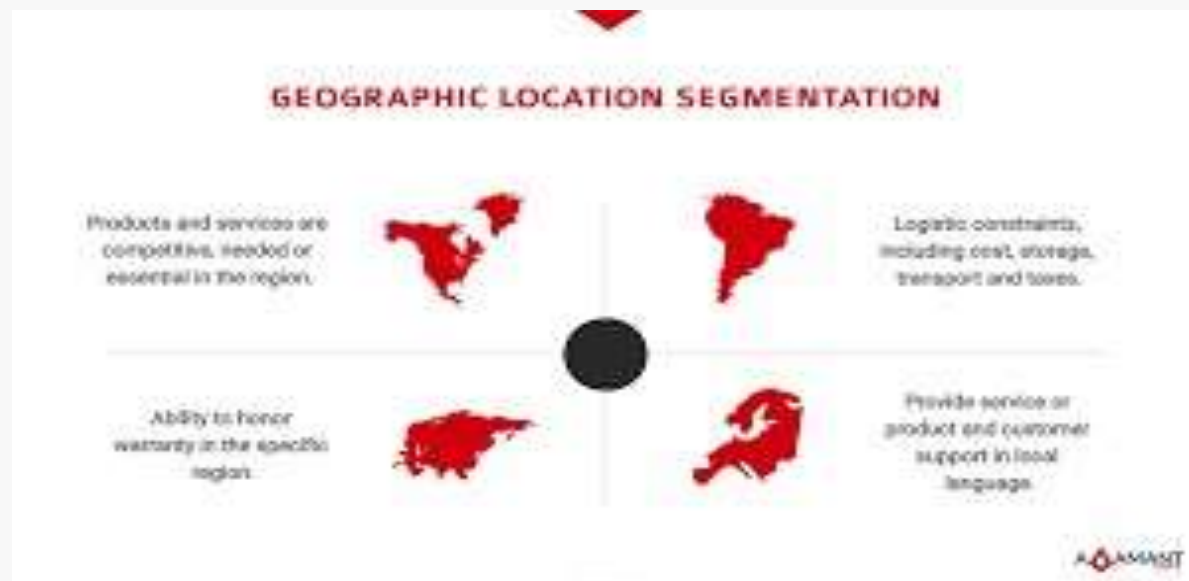 GEOGRAPHIC LOCATION SEGMENTATION
Products and services are
competitive, needed or
essential in the region.
Logistic constraints,
including cost, storage,
transport and taxes.
Ability to honor
warranty in the specific
region.
Provide service or
product and customer
support in local
language.
ADAMANT